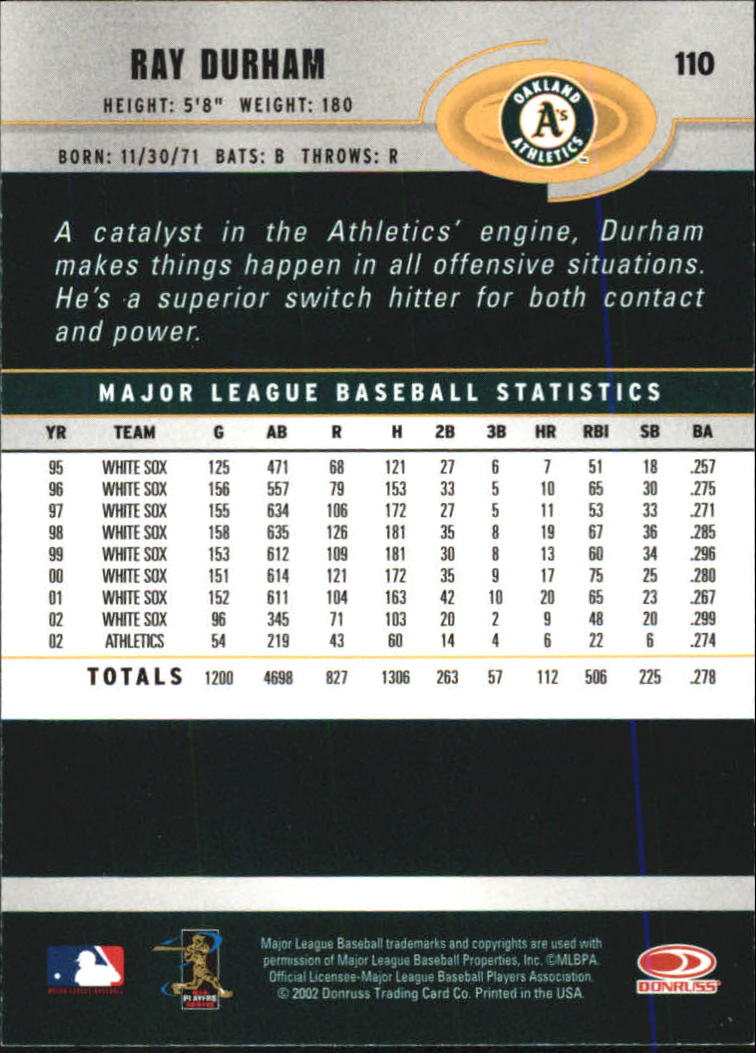 RAY DURHAM
110
HEIGHT: 5'8" WEIGHT: 180
BORN: 11/30/71 BATS: B THROWS: R
OAKLAND
A's
ATHLETICS
TM
A catalyst in the Athletics' engine, Durham
makes things happen in all offensive situations.
He's a superior switch hitter for both contact
and power.
MAJOR LEAGUE BASEBALL STATISTICS
YR TEAM G AB R H 2B 3B HR RBI SB BA
95 WHITE SOX 125 471 68 121 27 6 7 51 18 .257
96 WHITE SOX 156 557 79 153 33 5 10 65 30 .275
97 WHITE SOX 155 634 106 172 27 5 11 53 33 .271
98 WHITE SOX 158 635 126 181 35 8 19 67 36 .285
99 WHITE SOX 153 612 109 181 30 8 13 60 34 .296
00 WHITE SOX 151 614 121 172 35 9 17 75 25 .280
01 WHITE SOX 152 611 104 163 42 10 20 65 23 .267
02 WHITE SOX 96 345 71 103 20 2 9 48 20 .299
02 ATHLETICS 54 219 43 60 14 4 6 22 6 .274
TOTALS 1200 4698 827 1306 263 57 112 506 225 .278
MAJOR LEAGUE BASEBALL
PLAYERS
Major League Baseball trademarks and copyrights are used with
permission of Major League Baseball Properties, Inc. ©MLBPA.
Official Licensee-Major League Baseball Players Association.
© 2002 Donruss Trading Card Co. Printed in the USA.
DONRUSS